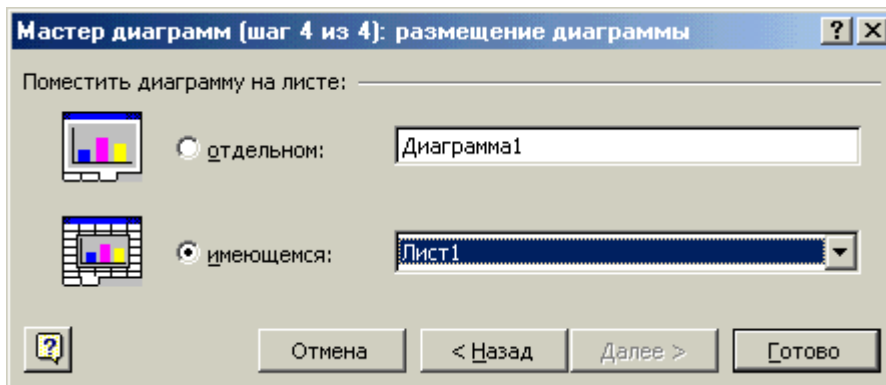 Мастер диаграмм (шаг 4 из 4): размещение диаграммы
Поместить диаграмму на листе:
отдельном: Диаграмма1
имеющемся: Лист1
Отмена < Назад Далее > Готово